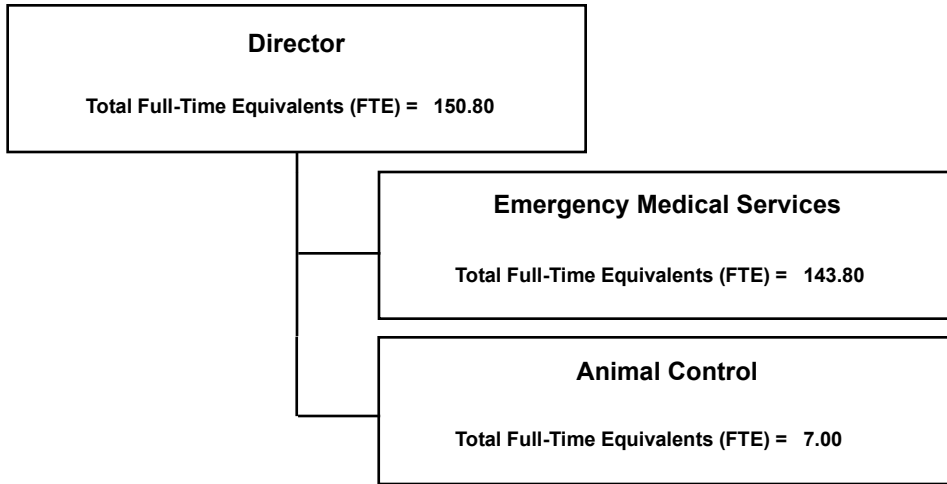 Director
Total Full-Time Equivalents (FTE) = 150.80
Emergency Medical Services
Total Full-Time Equivalents (FTE) = 143.80
Animal Control
Total Full-Time Equivalents (FTE) = 7.00